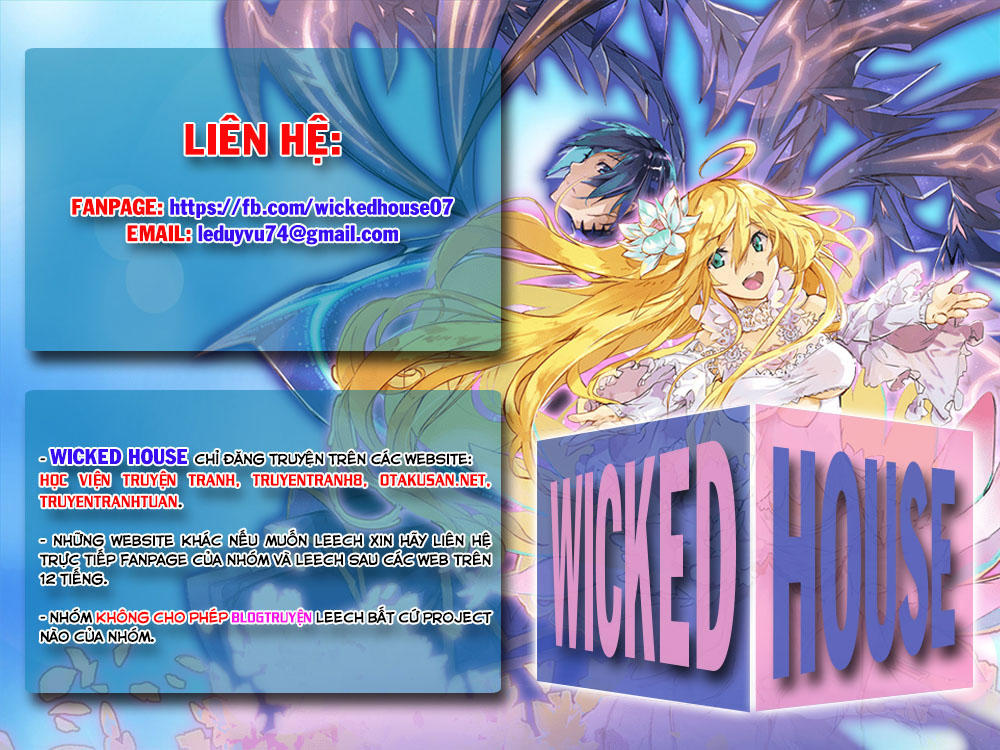 LIÊN HỆ:
FANPAGE: https://fb.com/wickedhouse07
EMAIL: leduyvu74@gmail.com
- WICKED HOUSE CHỈ ĐĂNG TRUYỆN TRÊN CÁC WEBSITE:
HỌC VIỆN TRUYỆN TRANH, TRUYENTRANH8, OTAKUSAN.NET,
TRUYENTRANHTUAN.
- NHỮNG WEBSITE KHÁC NẾU MUỐN LEECH XIN HÃY LIÊN HỆ
TRỰC TIẾP FANPAGE CỦA NHÓM VÀ LEECH SAU CÁC WEB TRÊN
12 TIẾNG.
- NHÓM KHÔNG CHO PHÉP BLOGTRUYỆN LEECH BẤT CỨ PROJECT
NÀO CỦA NHÓM.
WICKED HOUSE